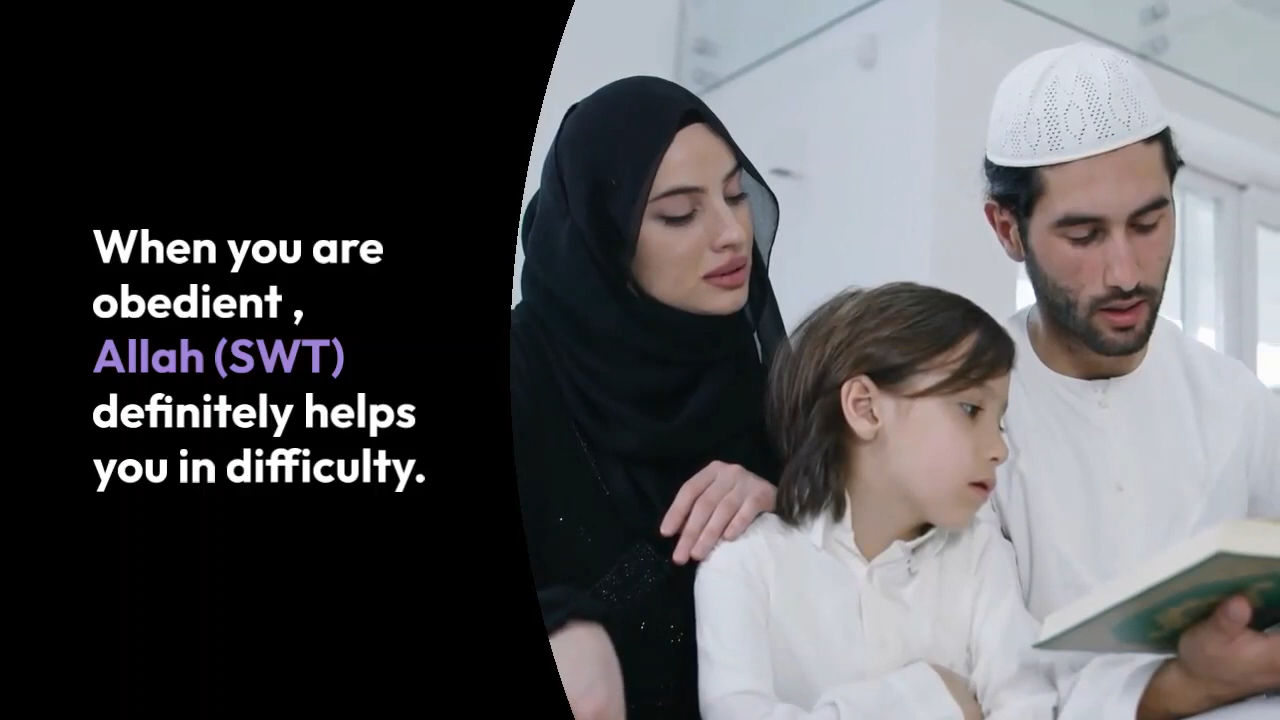 When you are
obedient ,
Allah (SWT)
definitely helps
you in difficulty.